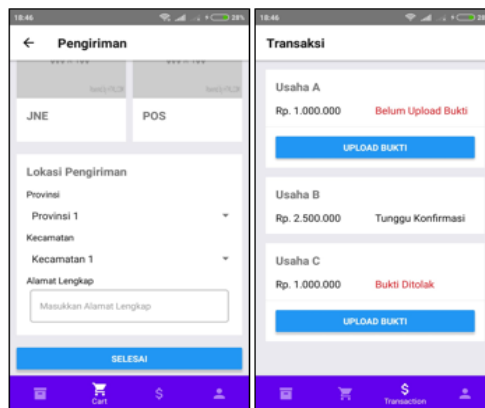 18:46
28%
Pengiriman
JNE
POS
Lokasi Pengiriman
Provinsi
Provinsi 1
Kecamatan
Kecamatan 1
Alamat Lengkap
Masukkan Alamat Lengkap
SELESAI
Cart
$
18:46
28%
Transaksi
Usaha A
Rp. 1.000.000 Belum Upload Bukti
UPLOAD BUKTI
Usaha B
Rp. 2.500.000 Tunggu Konfirmasi
Usaha C
Rp. 1.000.000 Bukti Ditolak
UPLOAD BUKTI
$
Transaction